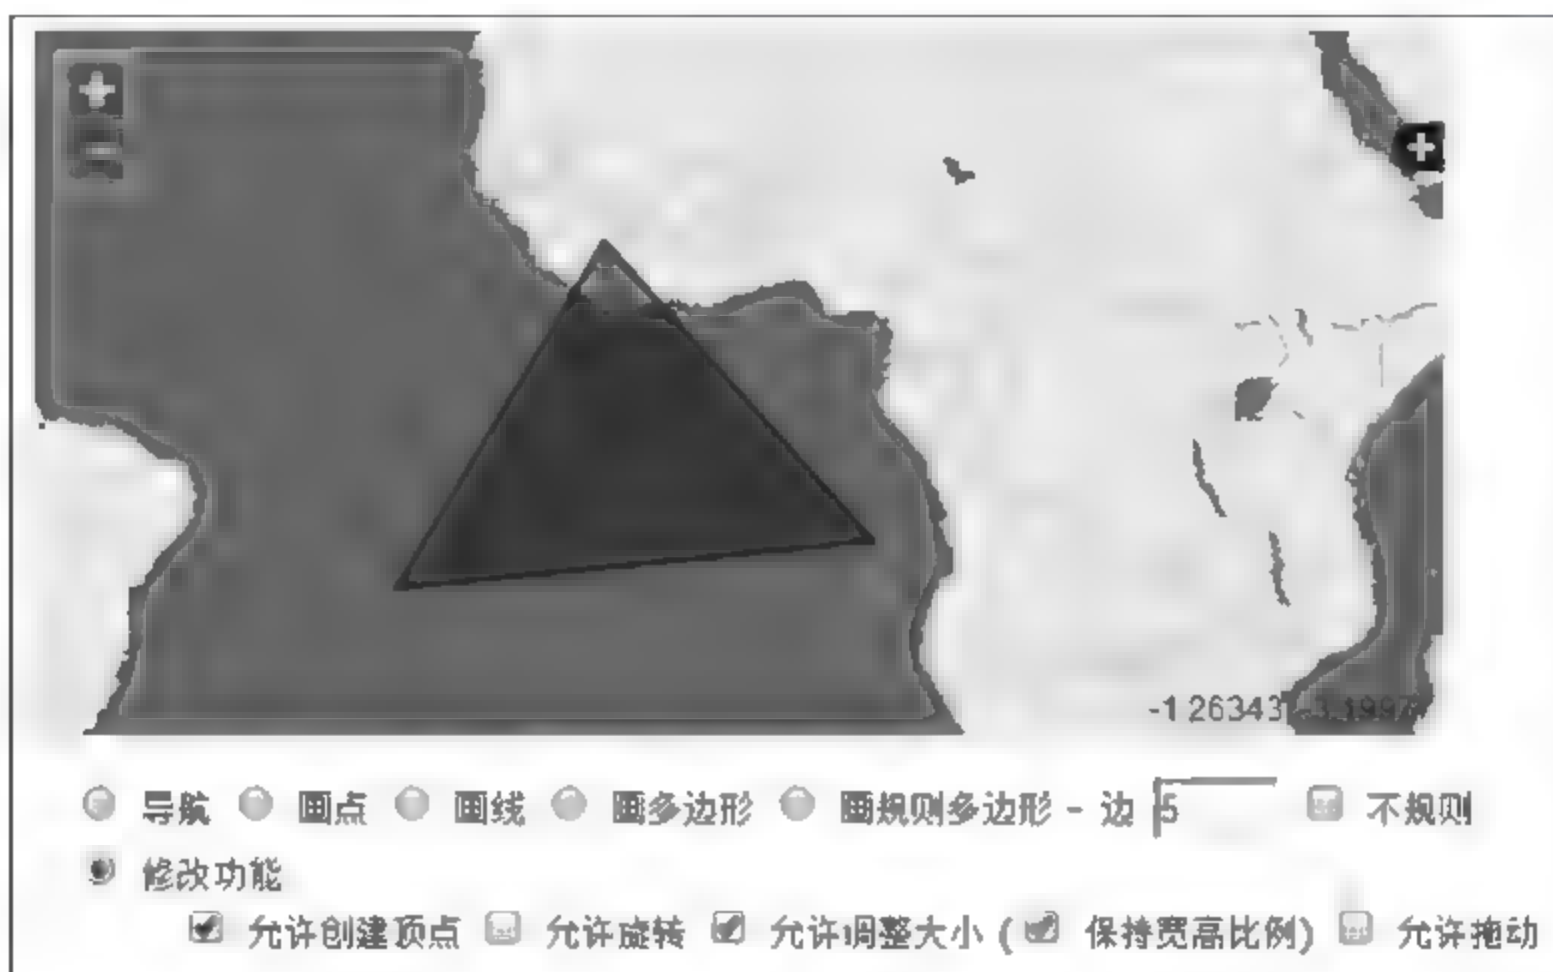 -1.26343, -3.1997
导航 画点 画线 画多边形 画规则多边形 - 边 5 不规则
修改功能
允许创建顶点 允许旋转 允许调整大小 (保持宽高比例) 允许拖动